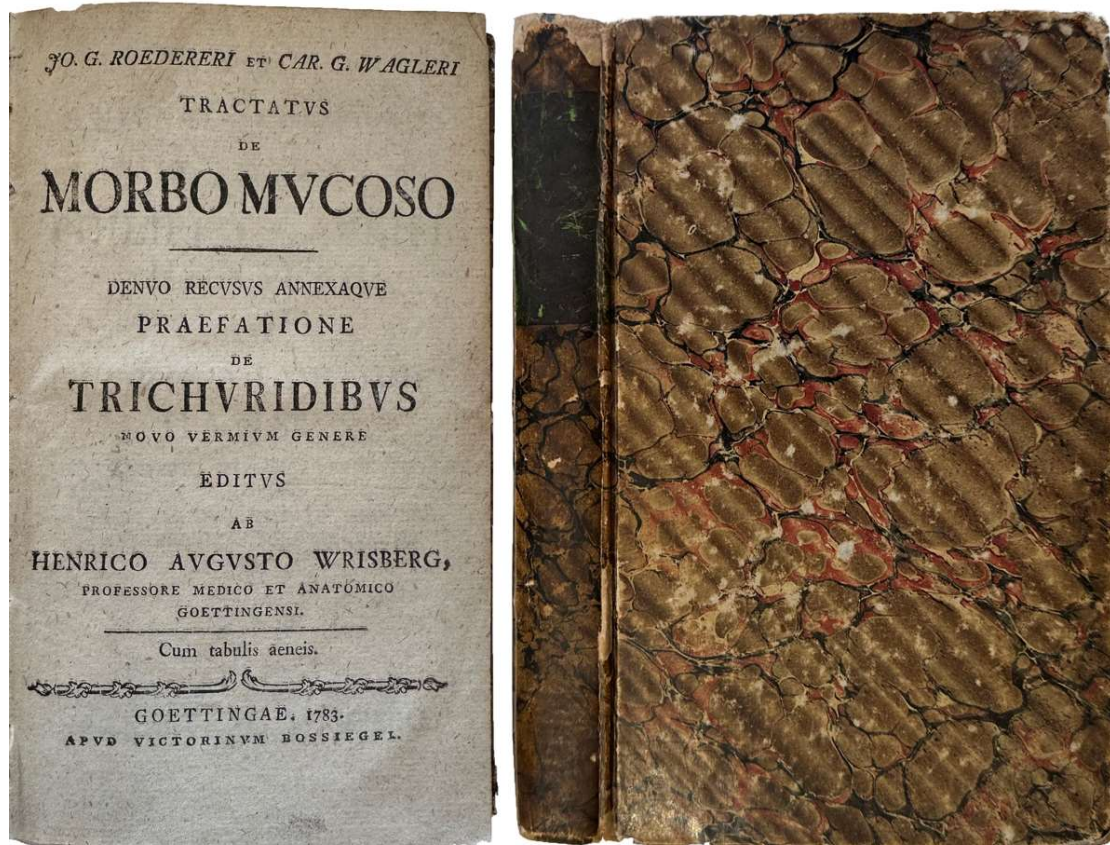 JO. G. ROEDERERI ET CAR. G. WAGLERI
TRACTATVS
DE
MORBO MVCOSO
DENVO RECVSVS ANNEXAQVE
PRAEFATIONE
DE
TRICHVRIDIBVS
NOVO VERMIVM GENERE
EDITVS
AB
HENRICO AVGVSTO WRISBERG,
PROFESSORE MEDICO ET ANATOMICO
GOETTINGENSI.
Cum tabulis aeneis.
GOETTINGAE, 1783.
APVD VICTORINVM BOSSIEGEL.